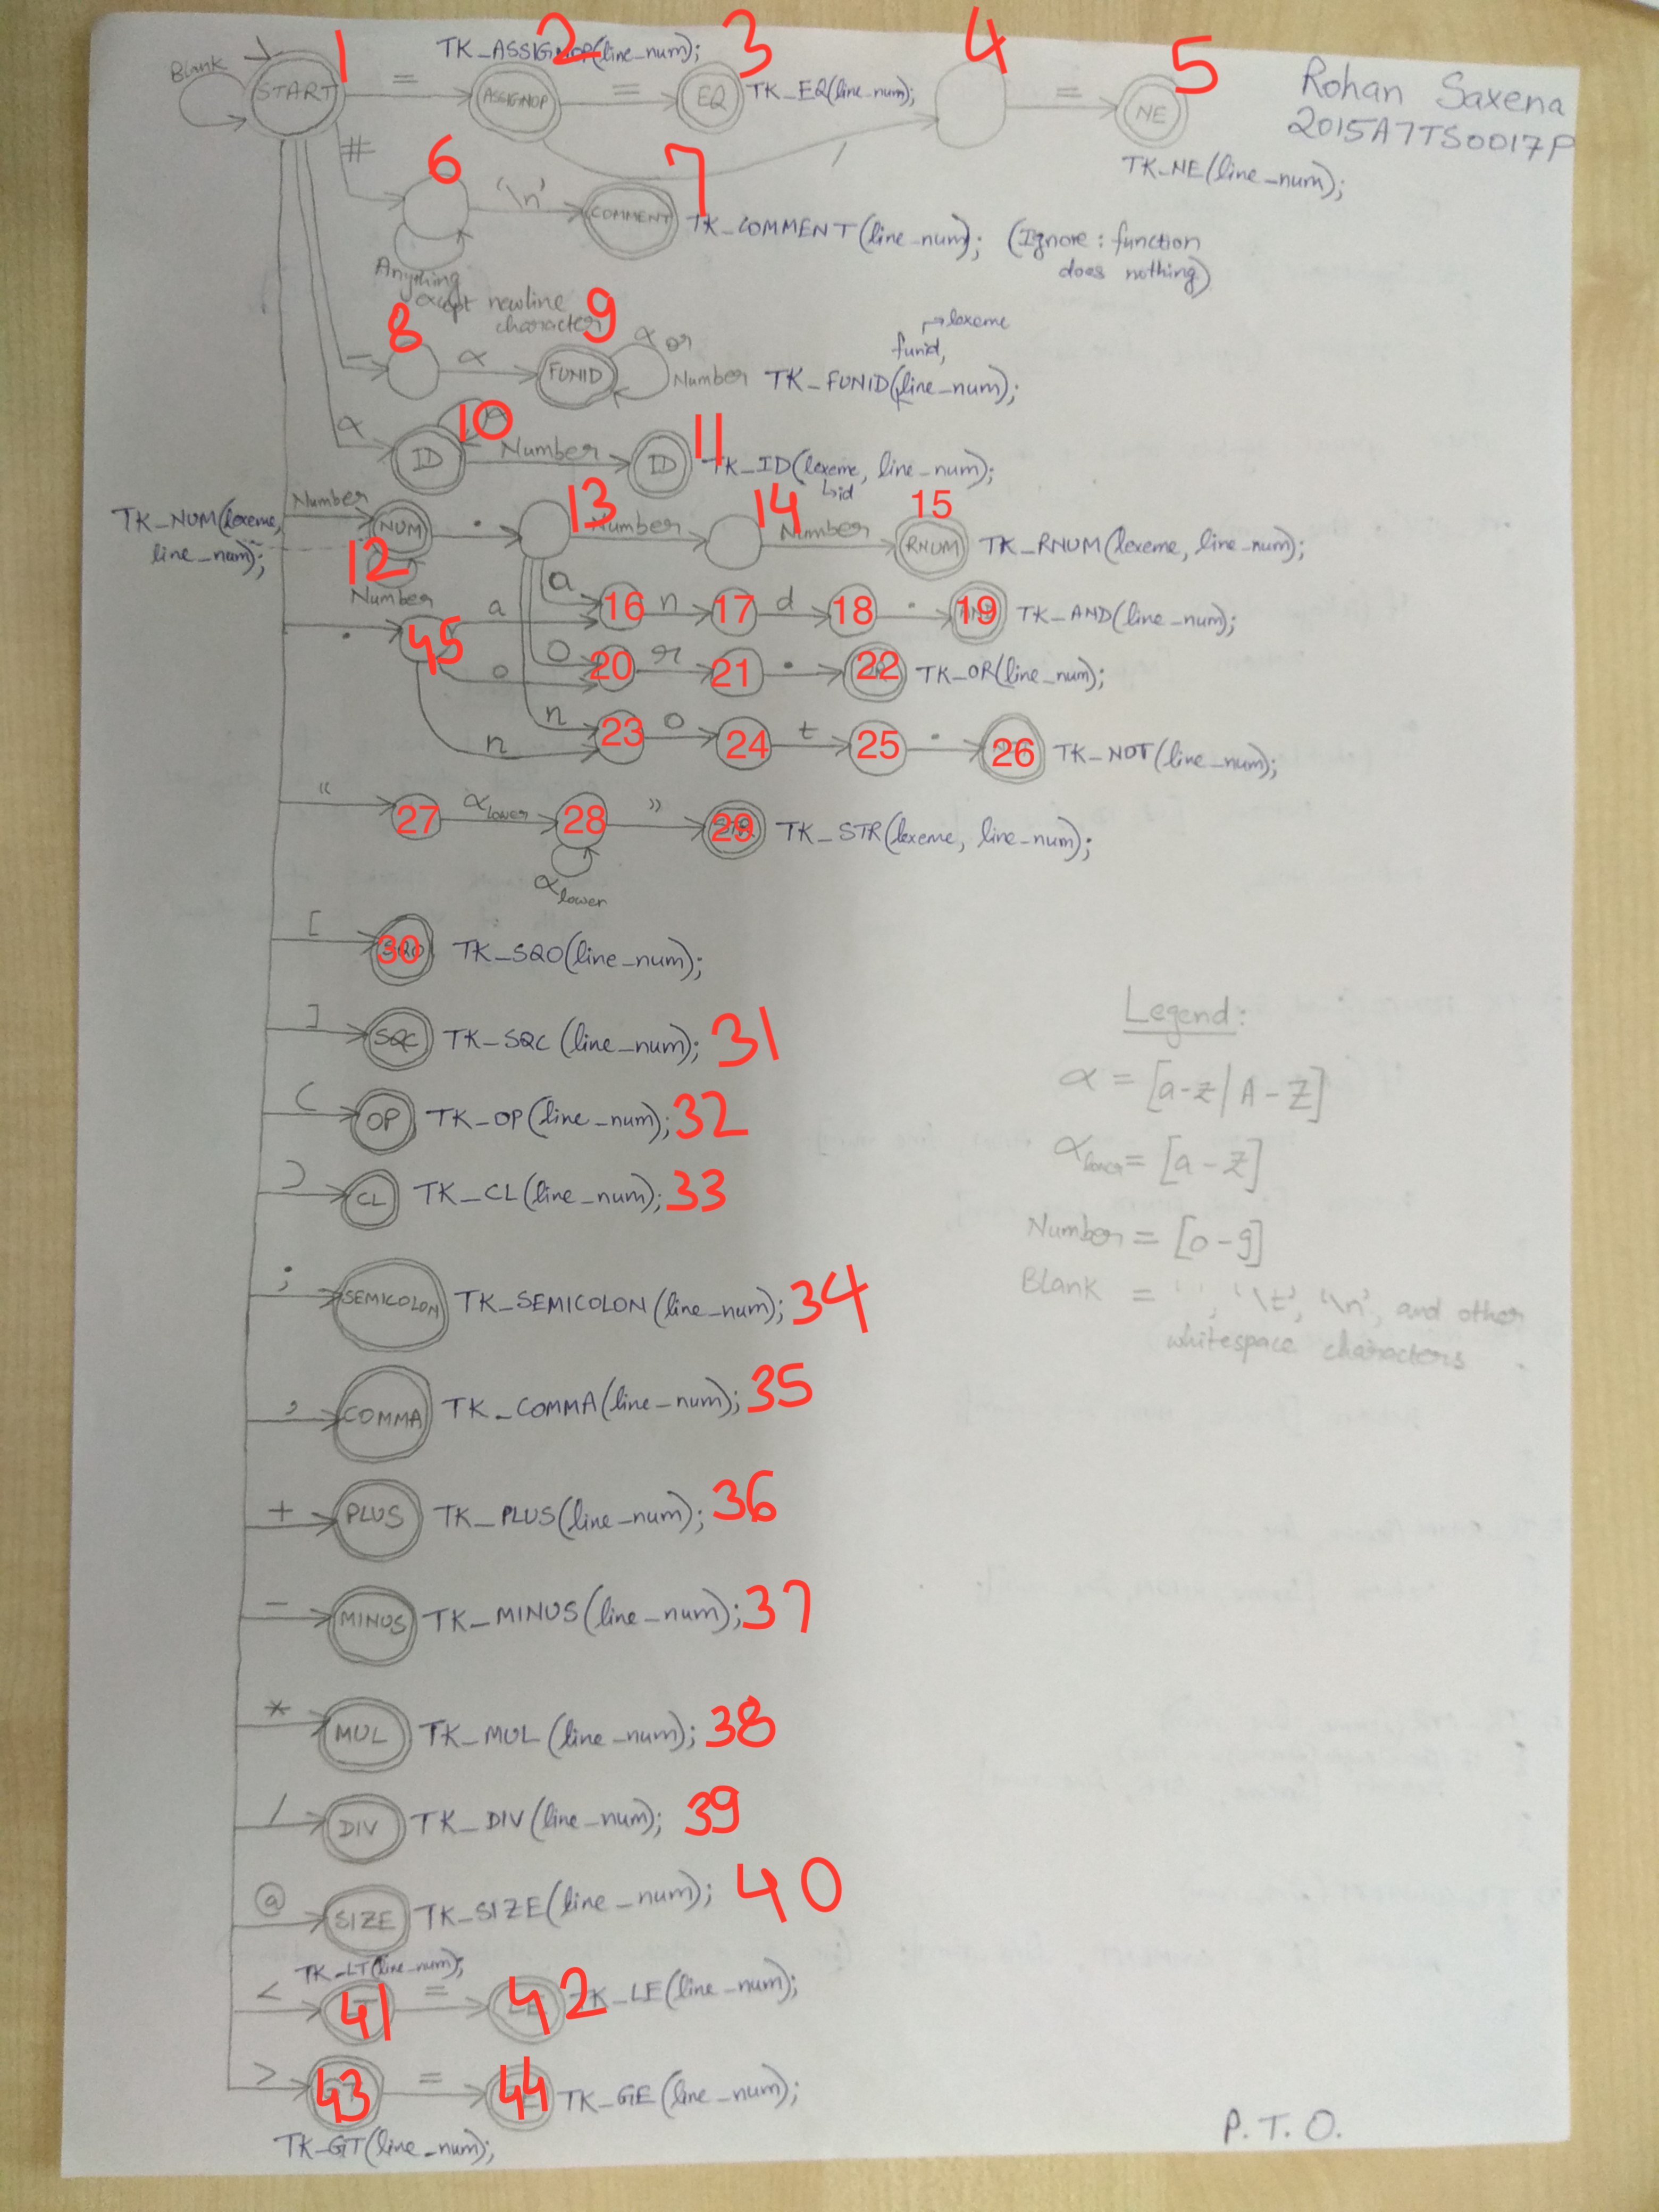 Rohan Saxena
2015A7TS0017P
Blank START 1 = TK_ASSIGNOP(line_num); 2 ASSIGNOP = 3 EQ TK_EQ(line_num); 4 = 5 NE
/
TK_NE(line_num);
# 6 '\n' 7 COMMENT TK_COMMENT(line_num); (Ignore : function
does nothing)
Anything
except newline
character
lexeme
funid,
_ 8 α 9 FUNID α or
Number TK_FUNID(line_num);
α 10 ID α Number 11 ID TK_ID(lexeme, line_num);
id
TK_NUM(lexeme,
line_num);
Number 12 NUM . 13 Number 14 Number 15 RNUM TK_RNUM(lexeme, line_num);
Number
. 45 a a 16 n 17 d 18 . 19 TK_AND(line_num);
o o 20 r 21 . 22 TK_OR(line_num);
n n 23 o 24 t 25 . 26 TK_NOT(line_num);
“ 27 α lower 28 ” 29 STR TK_STR(lexeme, line_num);
α lower
[ 30 SQO TK_SQO(line_num);
] SQC TK_SQC (line_num); 31
( OP TK_OP(line_num); 32
) CL TK_CL(line_num); 33
; SEMICOLON TK_SEMICOLON(line_num); 34
, COMMA TK_COMMA(line_num); 35
+ PLUS TK_PLUS(line_num); 36
- MINUS TK_MINUS(line_num); 37
* MUL TK_MUL (line_num); 38
/ DIV TK_DIV(line_num); 39
@ SIZE TK_SIZE(line_num); 40
TK_LT(line_num);
< 41 = 42 TK_LE(line_num);
> 43 = 44 TK_GE(line_num);
TK_GT(line_num);
Legend:
α = [a-z|A-Z]
α lower = [a-z]
Number = [0-9]
Blank = ' ', '\t', '\n', and other
whitespace characters
P.T.O.